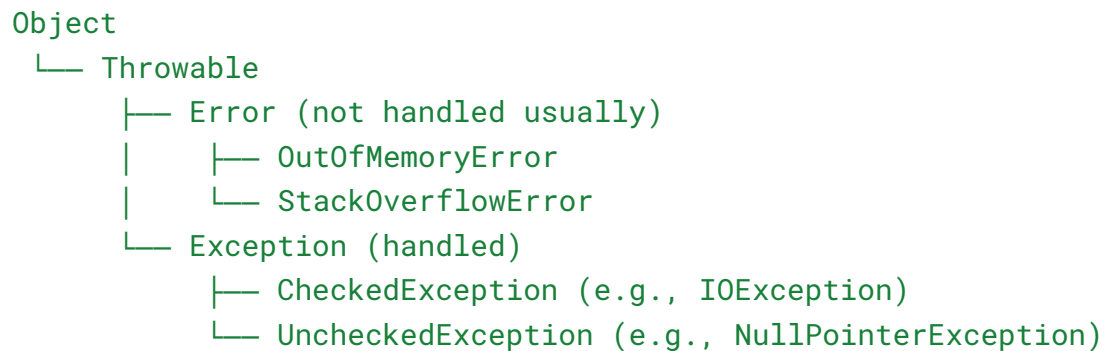 Object
 └── Throwable
      ├── Error (not handled usually)
      │    ├── OutOfMemoryError
      │    └── StackOverflowError
      └── Exception (handled)
           ├── CheckedException (e.g., IOException)
           └── UncheckedException (e.g., NullPointerException)